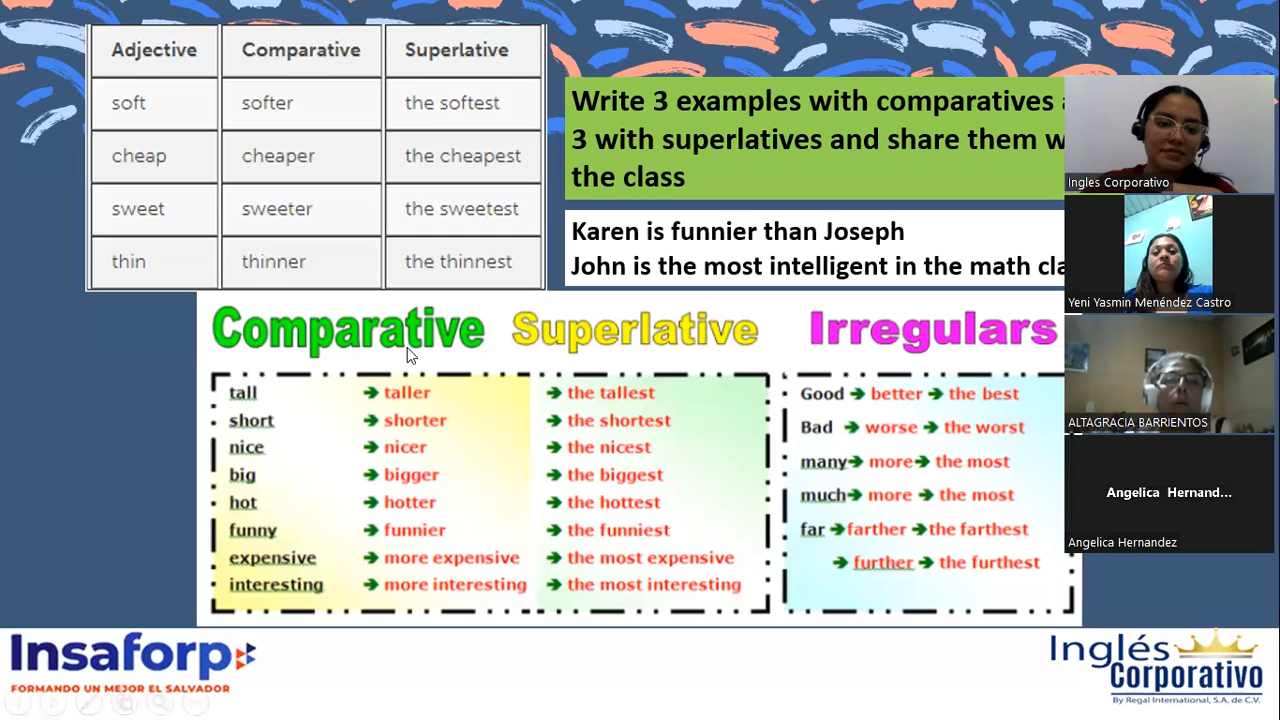 Adjective Comparative Superlative
soft softer the softest
cheap cheaper the cheapest
sweet sweeter the sweetest
thin thinner the thinnest
Write 3 examples with comparatives
3 with superlatives and share them
the class
Karen is funnier than Joseph
John is the most intelligent in the math
Comparative Superlative Irregulars
tall → taller → the tallest
short → shorter → the shortest
nice → nicer → the nicest
big → bigger → the biggest
hot → hotter → the hottest
funny → funnier → the funniest
expensive → more expensive → the most expensive
interesting → more interesting → the most interesting
Good → better → the best
Bad → worse → the worst
many → more → the most
much → more → the most
far → farther → the farthest
→ further → the furthest
Ingles Corporativo
Yeni Yasmin Menéndez Castro
ALTAGRACIA BARRIENTOS
Angelica Hernand...
Angelica Hernandez
Insaforp
FORMANDO UN MEJOR EL SALVADOR
Inglés
Corporativo
By Regal International, S.A. de C.V.